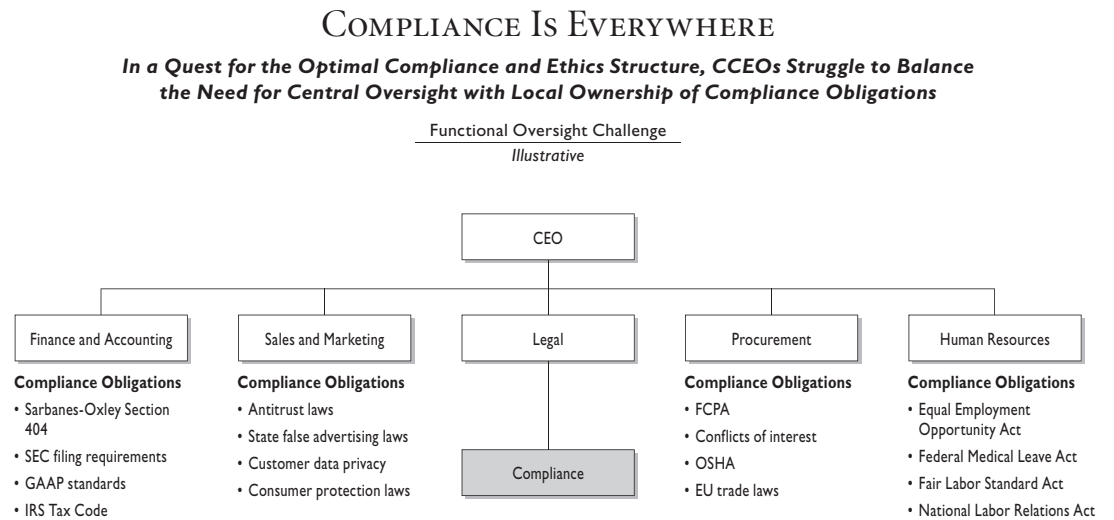 Compliance Is Everywhere
In a Quest for the Optimal Compliance and Ethics Structure, CCEOs Struggle to Balance
the Need for Central Oversight with Local Ownership of Compliance Obligations
Functional Oversight Challenge
Illustrative
CEO
Finance and Accounting
Sales and Marketing
Legal
Procurement
Human Resources
Compliance Obligations
• Sarbanes-Oxley Section
404
• SEC filing requirements
• GAAP standards
• IRS Tax Code
Compliance Obligations
• Antitrust laws
• State false advertising laws
• Customer data privacy
• Consumer protection laws
Compliance
Compliance Obligations
• FCPA
• Conflicts of interest
• OSHA
• EU trade laws
Compliance Obligations
• Equal Employment
Opportunity Act
• Federal Medical Leave Act
• Fair Labor Standard Act
• National Labor Relations Act